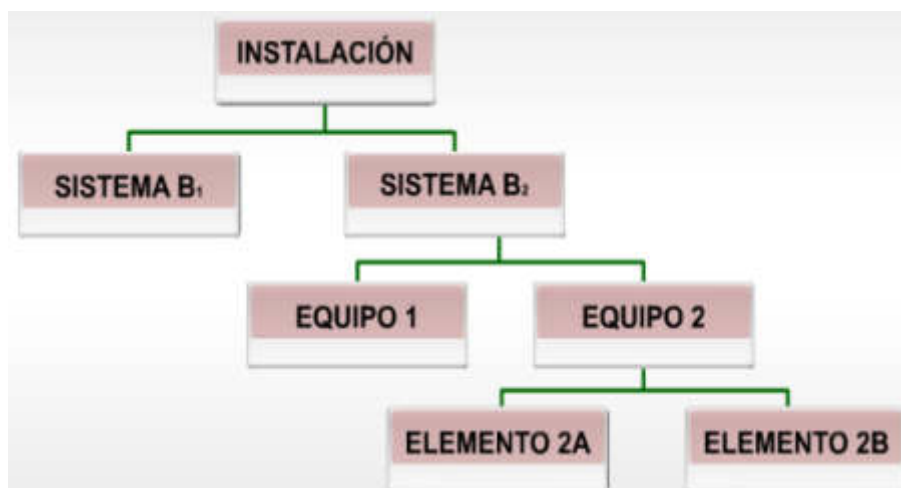 INSTALACIÓN
SISTEMA B₁
SISTEMA B₂
EQUIPO 1
EQUIPO 2
ELEMENTO 2A
ELEMENTO 2B